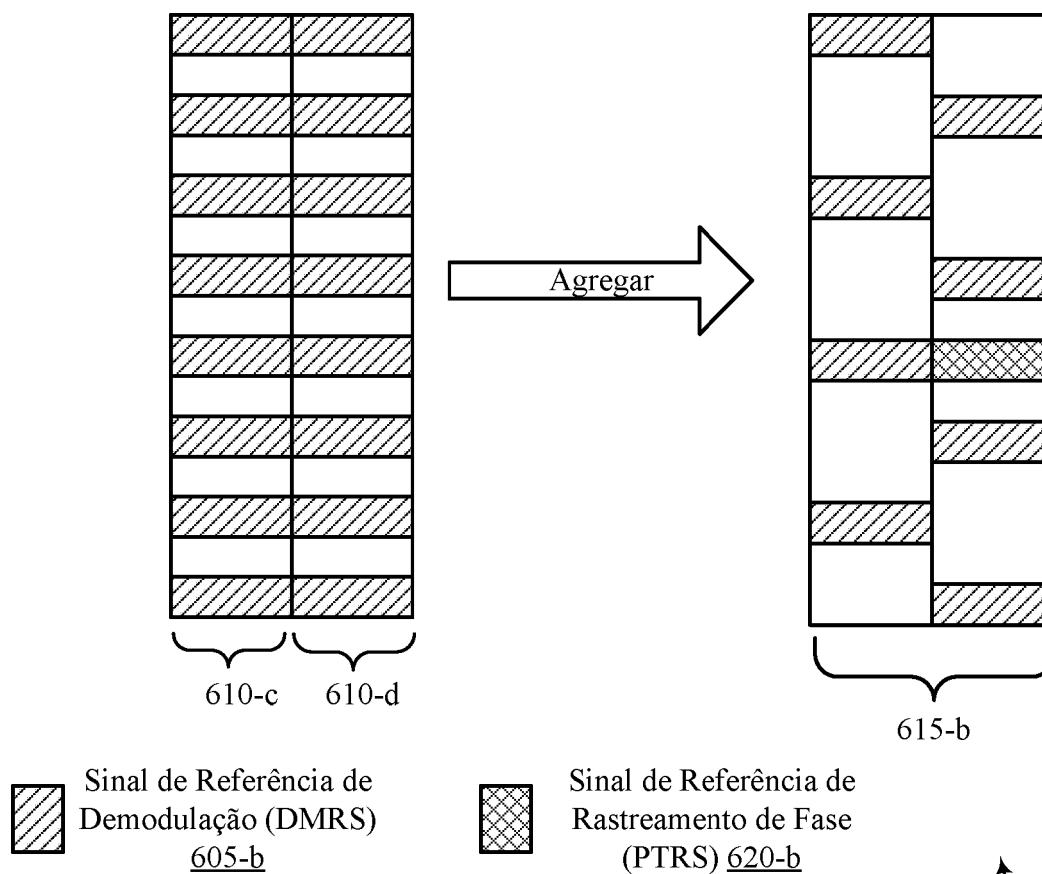 Agregar
610-c
610-d
615-b
Sinal de Referência de
Demodulação (DMRS)
605-b
Sinal de Referência de
Rastreamento de Fase
(PTRS) 620-b